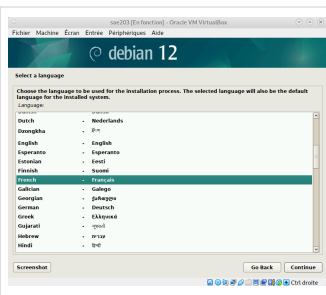 sae203 [En fonction] - Oracle VM VirtualBox
Fichier Machine Écran Entrée Périphériques Aide
debian 12
Select a language
Choose the language to be used for the installation process. The selected language will also be the default
language for the installed system.
Language:
Dutch - Nederlands
Dzongkha -
English - English
Esperanto - Esperanto
Estonian - Eesti
Finnish - Suomi
French - Français
Galician - Galego
Georgian - ქართული
German - Deutsch
Greek - Ελληνικά
Gujarati - ગુજરાતી
Hebrew - עברית
Hindi - हिन्दी
Screenshot Go Back Continue
Ctrl droite